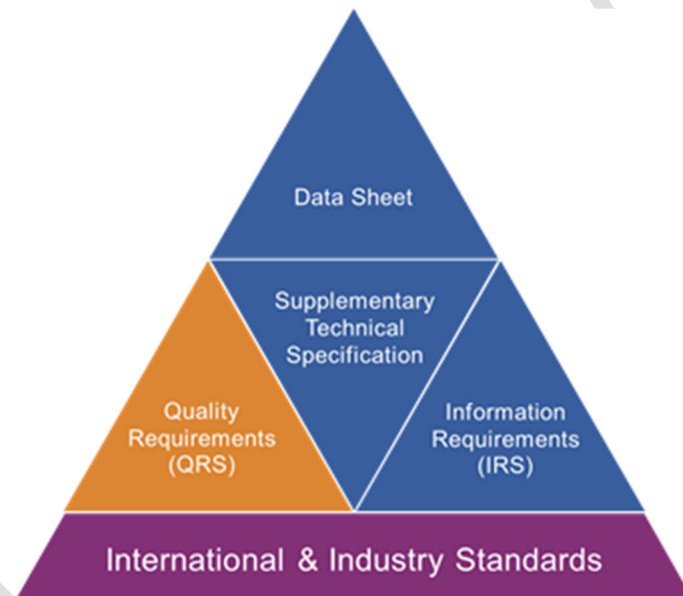 Data Sheet
Supplementary
Technical
Specification
Quality
Requirements
(QRS)
Information
Requirements
(IRS)
International & Industry Standards